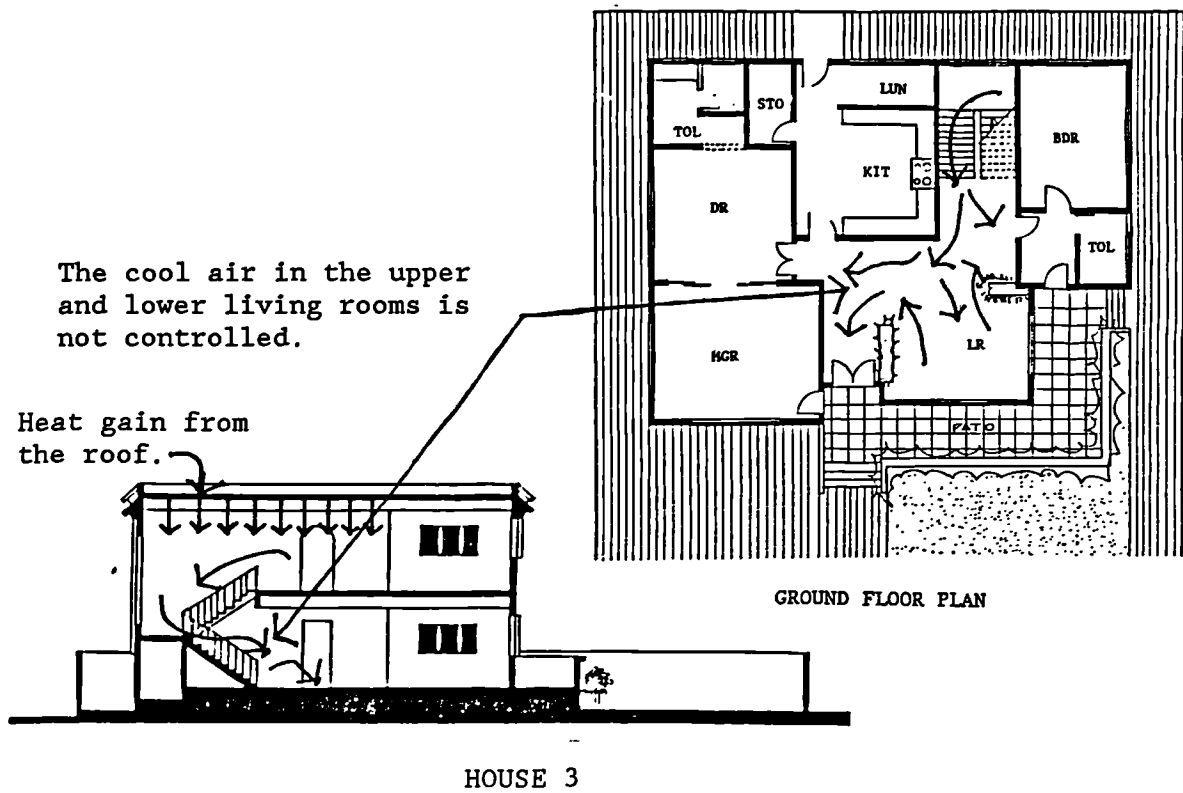 LUN
STO
TOL
BDR
KIT
DR
TOL
The cool air in the upper
and lower living rooms is
not controlled.
LR
MGR
Heat gain from
the roof.
PATIO
GROUND FLOOR PLAN
HOUSE 3